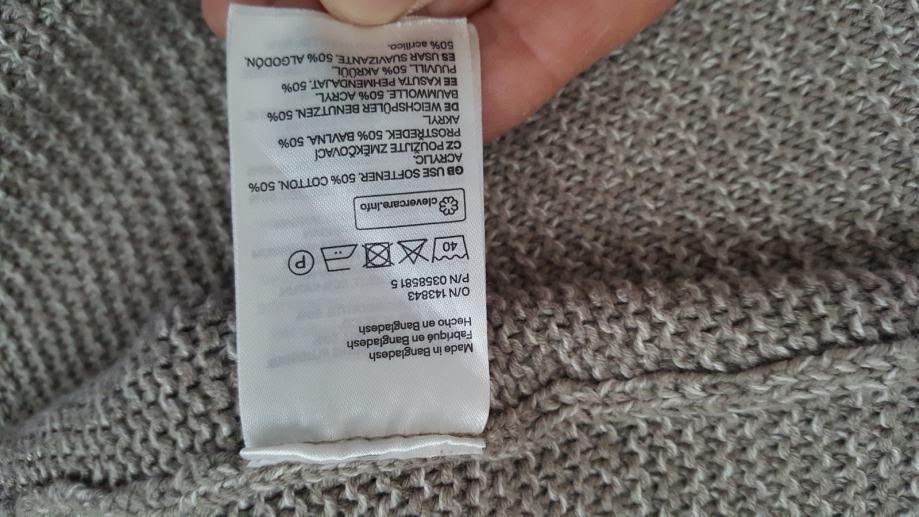 Made in Bangladesh
Fabriqué en Bangladesh
Hecho en Bangladesh
O/N 143843
P/N 0358581 5
40
P
clevercare.info
GB USE SOFTENER. 50% COTTON. 50%
ACRYLIC.
CZ POUŽIJTE ZMĚKČOVACÍ
PROSTŘEDEK. 50% BAVLNA. 50%
AKRYL.
DE WEICHSPÜLER BENUTZEN. 50%
BAUMWOLLE. 50% ACRYL.
EE KASUTA PEHMENDAJAT. 50%
PUUVILL. 50% AKRÜÜL.
ES USAR SUAVIZANTE. 50% ALGODÓN.
50% acrílico.